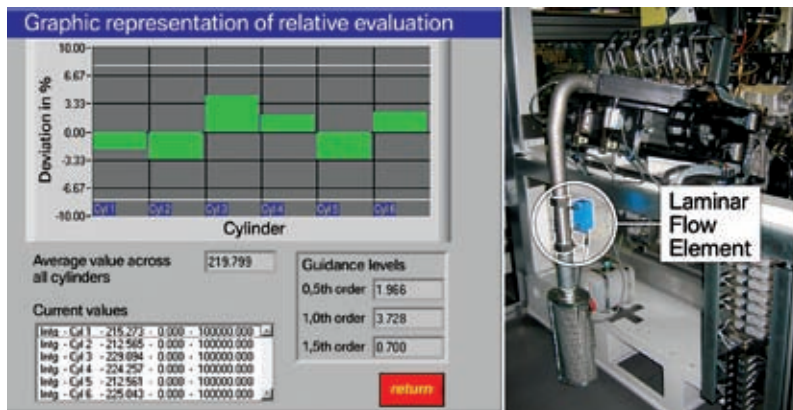 Graphic representation of relative evaluation
10.00
6.67
3.33
0.00
-3.33
-6.67
-10.00
Deviation in %
Cyl 1 Cyl 2 Cyl 3 Cyl 4 Cyl 5 Cyl 6
Cylinder
Average value across
all cylinders
219.799
Current values
Intg - Cyl 1 - 215.273 - 0.000 - 100000.000
Intg - Cyl 2 - 212.565 - 0.000 - 100000.000
Intg - Cyl 3 - 229.094 - 0.000 - 100000.000
Intg - Cyl 4 - 224.257 - 0.000 - 100000.000
Intg - Cyl 5 - 212.561 - 0.000 - 100000.000
Intg - Cyl 6 - 225.043 - 0.000 - 100000.000
Guidance levels
0,5th order 1.966
1,0th order 3.728
1,5th order 0.700
return
Laminar
Flow
Element